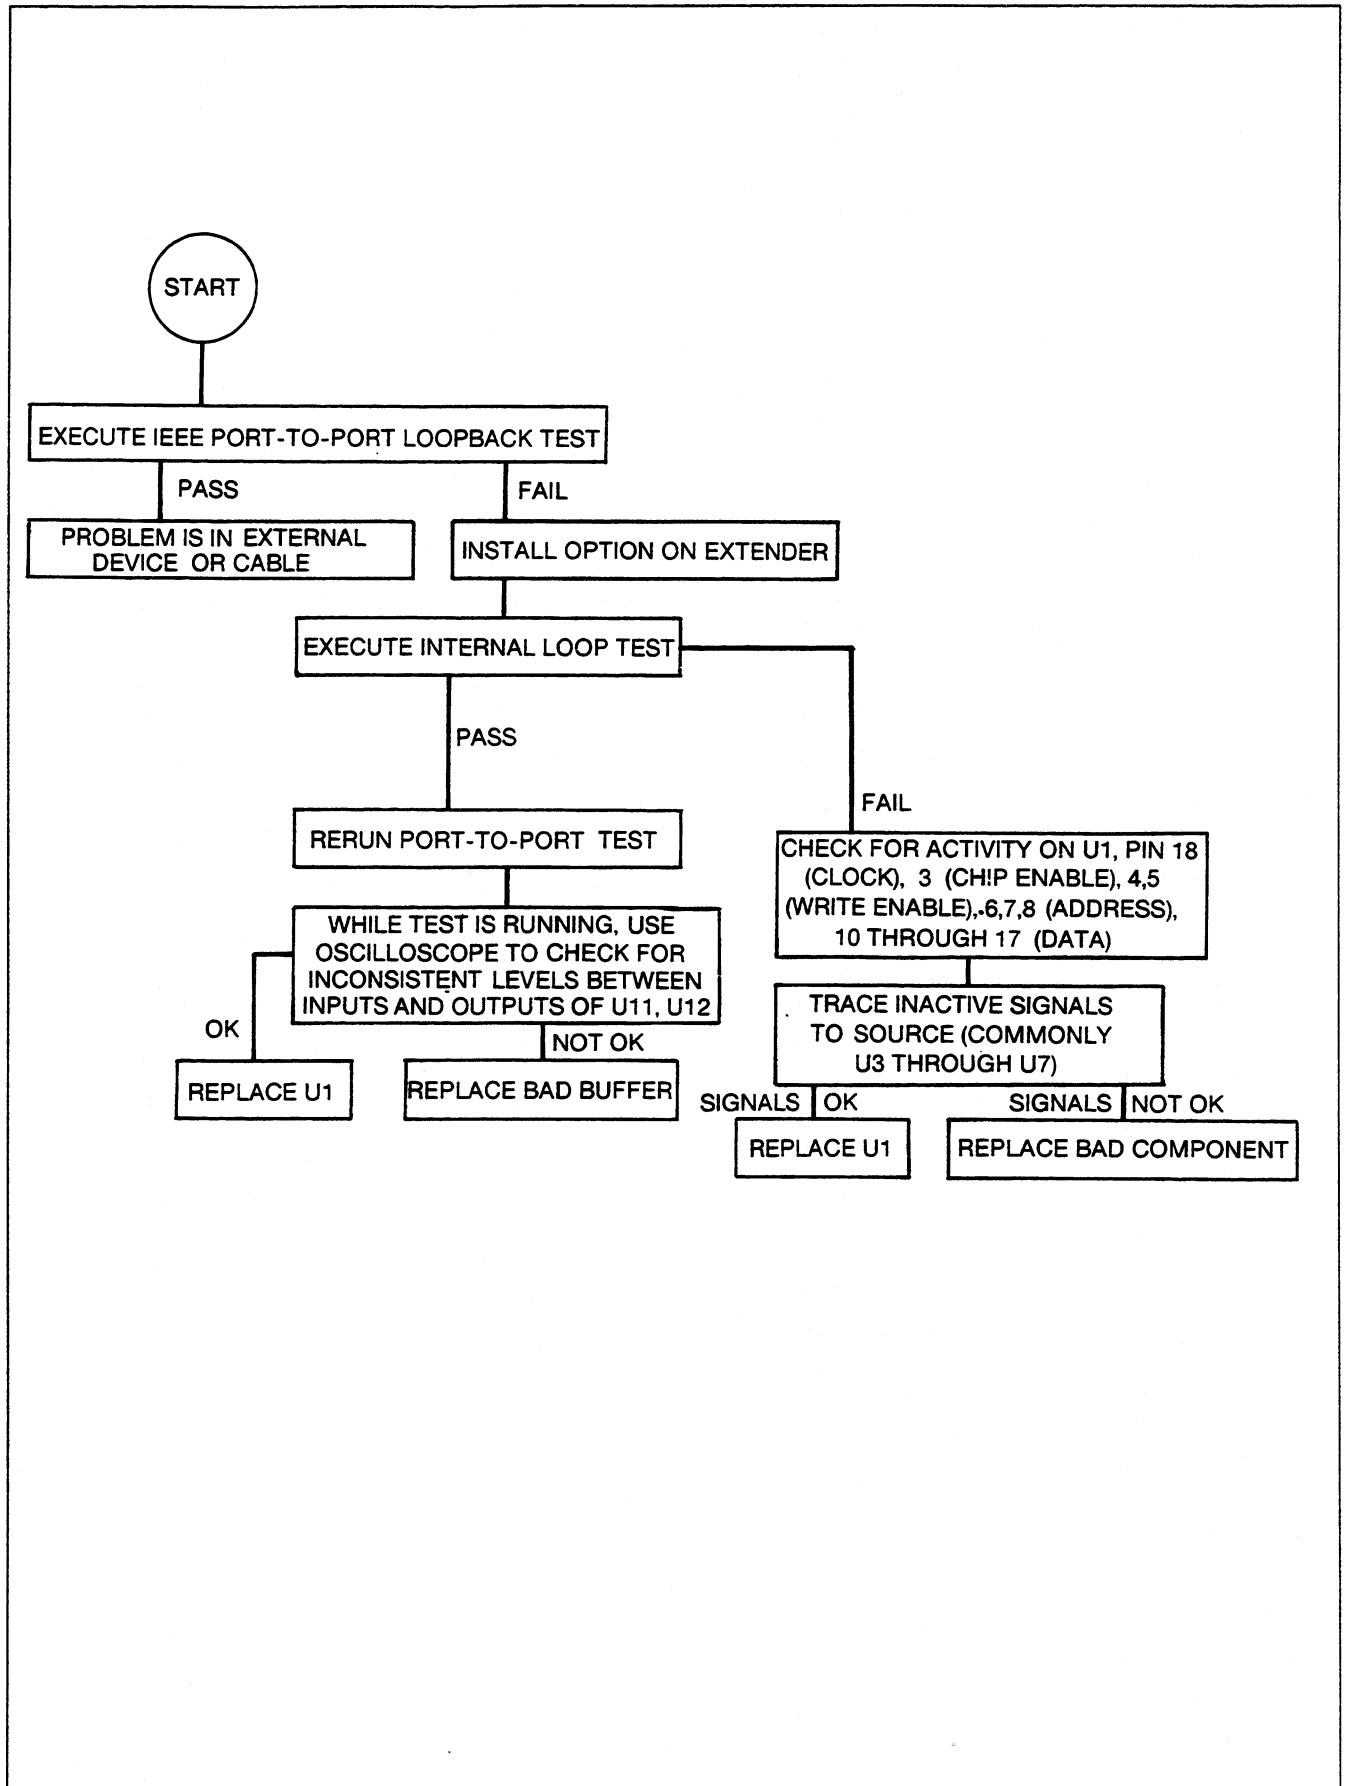 START
EXECUTE IEEE PORT-TO-PORT LOOPBACK TEST
PASS
FAIL
PROBLEM IS IN EXTERNAL
DEVICE OR CABLE
INSTALL OPTION ON EXTENDER
EXECUTE INTERNAL LOOP TEST
PASS
FAIL
RERUN PORT-TO-PORT TEST
CHECK FOR ACTIVITY ON U1, PIN 18
(CLOCK), 3 (CHIP ENABLE), 4,5
(WRITE ENABLE), 6,7,8 (ADDRESS),
10 THROUGH 17 (DATA)
WHILE TEST IS RUNNING, USE
OSCILLOSCOPE TO CHECK FOR
INCONSISTENT LEVELS BETWEEN
INPUTS AND OUTPUTS OF U11, U12
TRACE INACTIVE SIGNALS
TO SOURCE (COMMONLY
U3 THROUGH U7)
OK
NOT OK
REPLACE U1
REPLACE BAD BUFFER
SIGNALS OK
SIGNALS NOT OK
REPLACE U1
REPLACE BAD COMPONENT